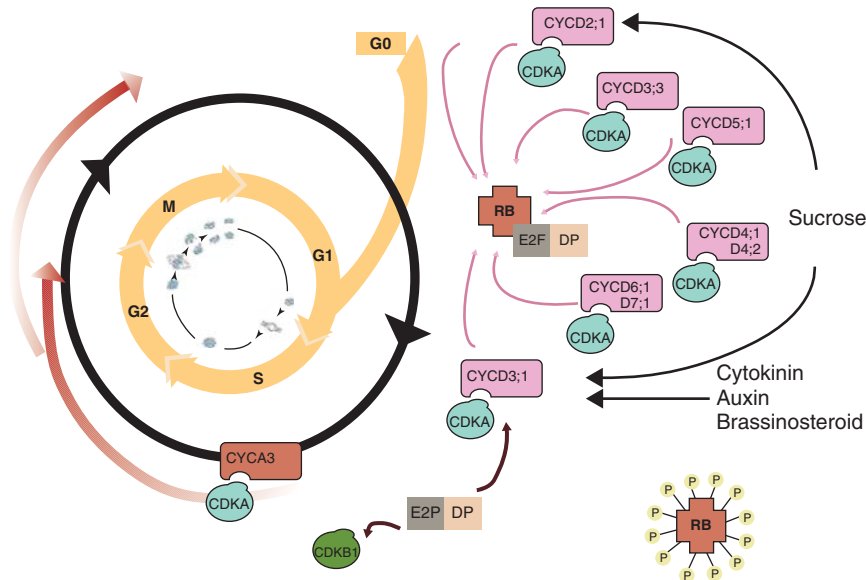 G0
CYCD2;1
CDKA
CYCD3;3
CDKA
CYCD5;1
CDKA
M
G1
G2
S
RB
E2F
DP
Sucrose
CYCD4;1
D4;2
CDKA
CYCD6;1
D7;1
CDKA
CYCD3;1
CDKA
Cytokinin
Auxin
Brassinosteroid
CYCA3
CDKA
E2P
DP
CDKB1
P
P
P
P
P
P
P
P
P
P
P
P
RB